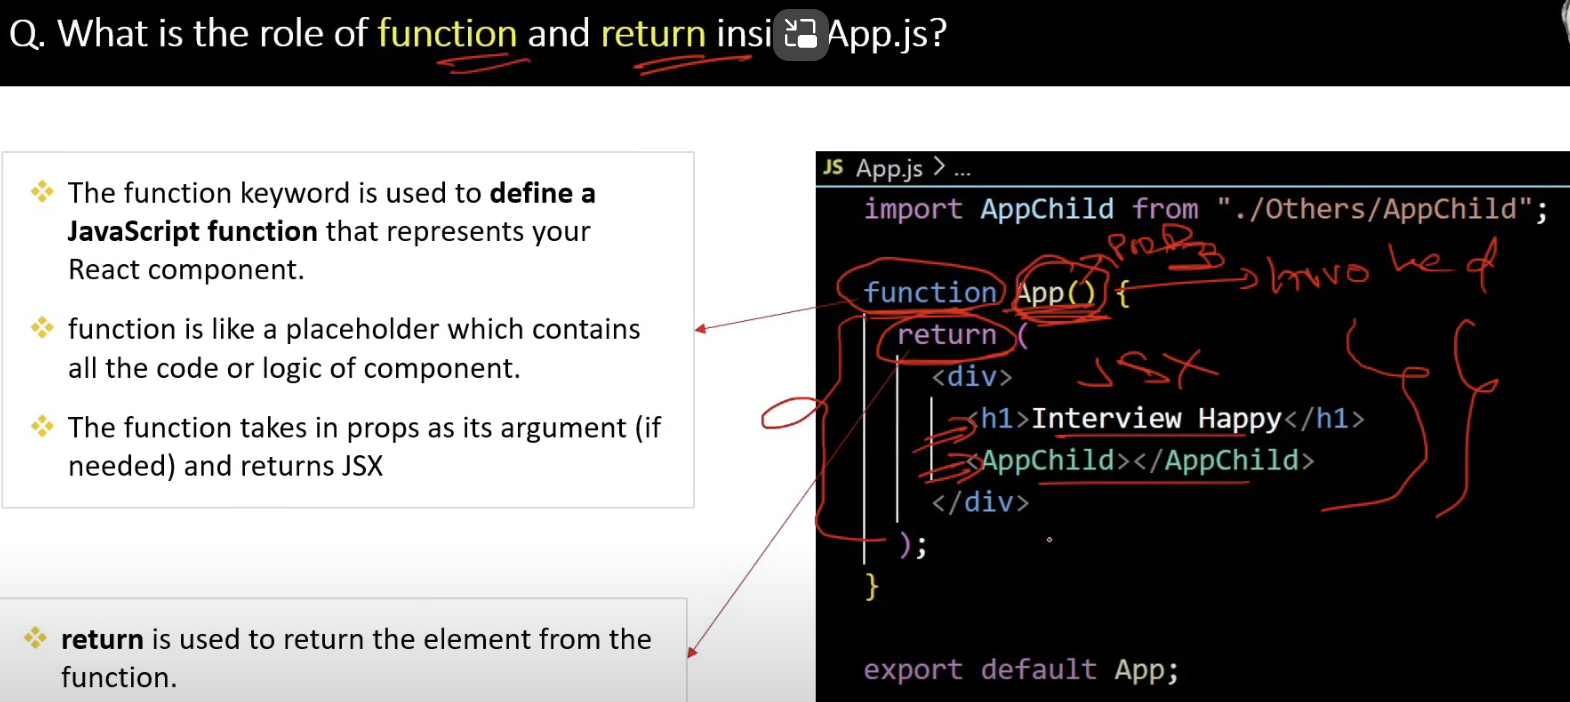 Q. What is the role of function and return insi App.js?
The function keyword is used to define a
JavaScript function that represents your
React component.
function is like a placeholder which contains
all the code or logic of component.
The function takes in props as its argument (if
needed) and returns JSX
return is used to return the element from the
function.
JS App.js > ...
import AppChild from "./Others/AppChild";
props
Invoked
function App() {
return (
<div>
JSX
<h1>Interview Happy</h1>
<AppChild></AppChild>
</div>
);
}
export default App;